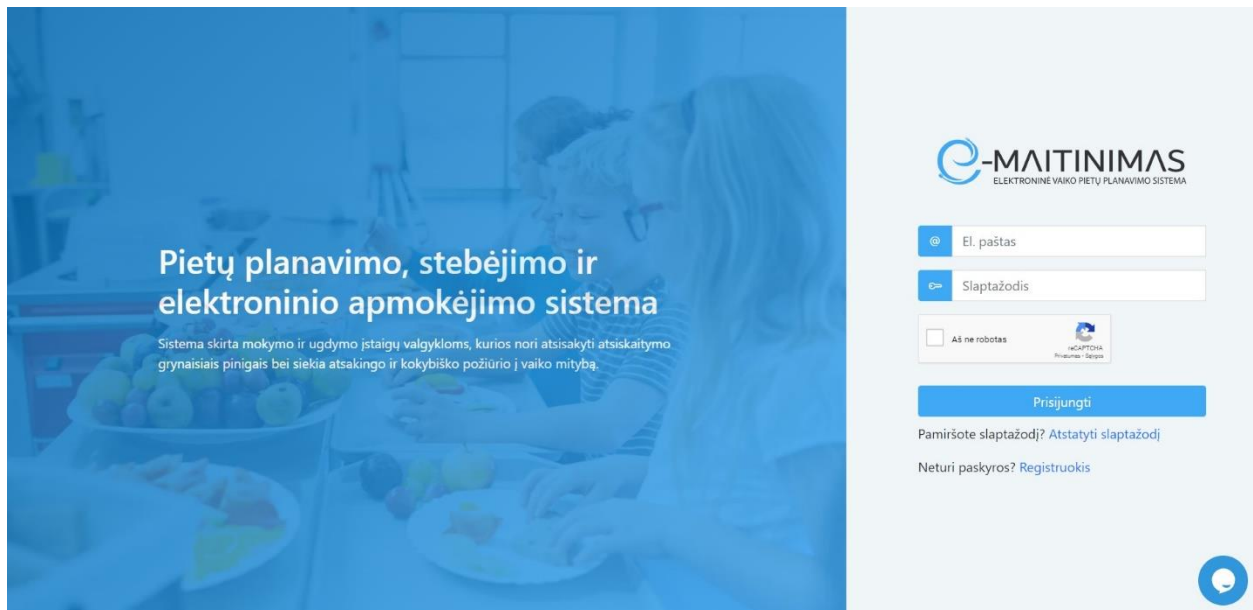 Pietų planavimo, stebėjimo ir
elektroninio apmokėjimo sistema
Sistema skirta mokymo ir ugdymo įstaigų valgykloms, kurios nori atsisakyti atsiskaitymo
grynaisiais pinigais bei siekia atsakingo ir kokybiško požiūrio į vaiko mitybą.
e-MAITINIMAS
ELEKTRONINĖ VAIKO PIETŲ PLANAVIMO SISTEMA
@ El. paštas
Slaptažodis
Aš ne robotas
reCAPTCHA
Privatumas - Sąlygos
Prisijungti
Pamiršote slaptažodį? Atstatyti slaptažodį
Neturi paskyros? Registruokis